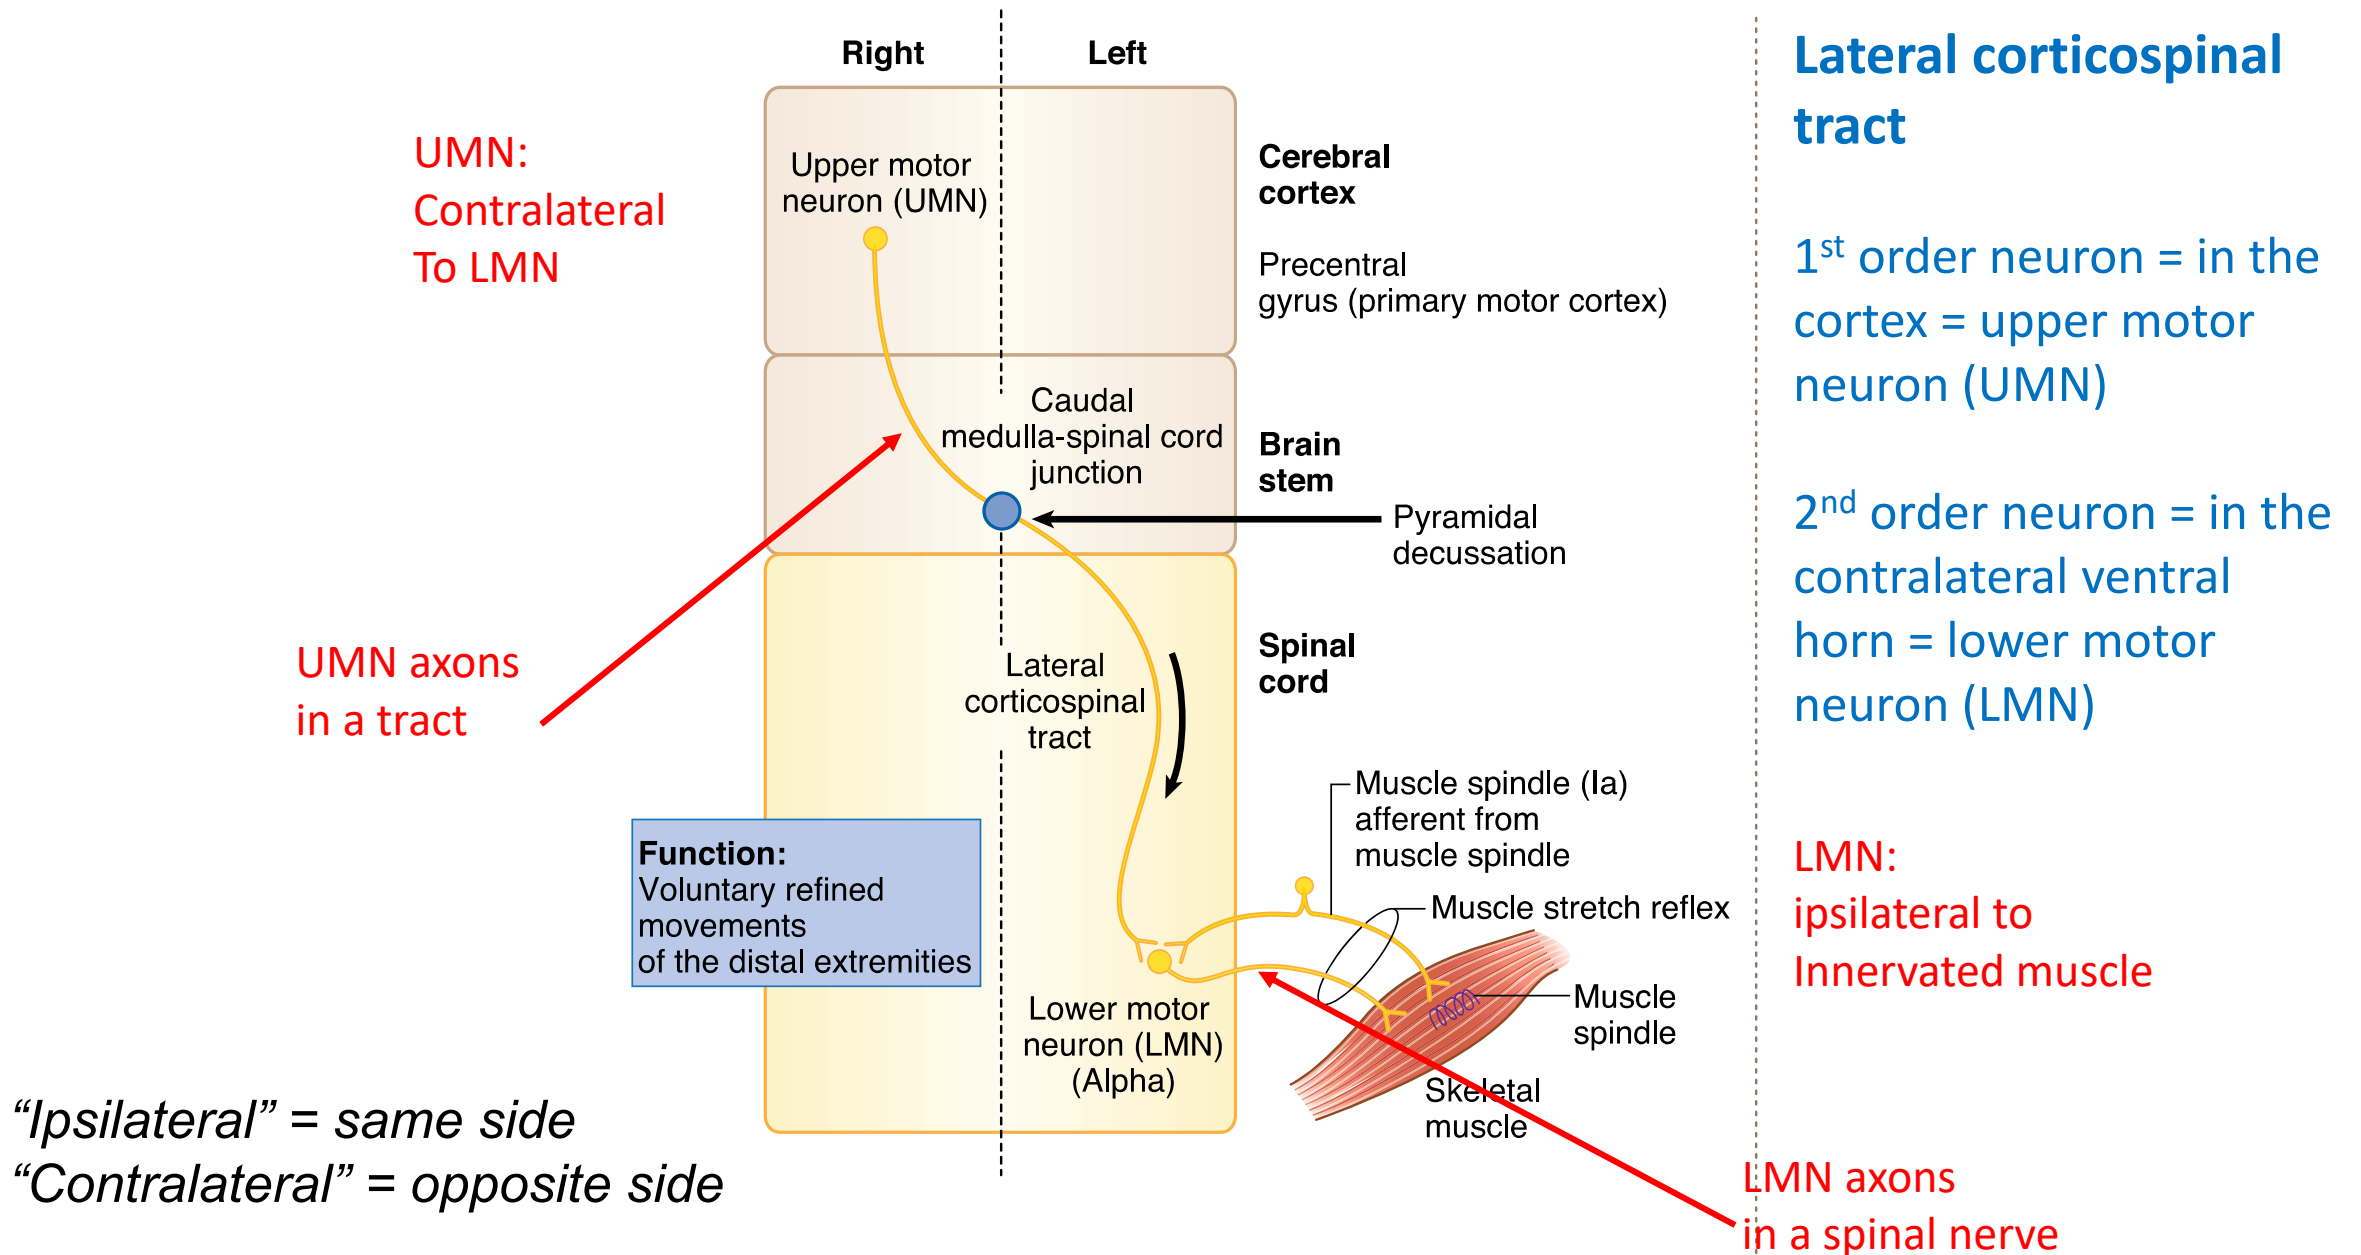 Right
Left
UMN:
Contralateral
To LMN
Upper motor
neuron (UMN)
Cerebral
cortex
Precentral
gyrus (primary motor cortex)
Caudal
medulla-spinal cord
junction
Brain
stem
Pyramidal
decussation
UMN axons
in a tract
Lateral
corticospinal
tract
Spinal
cord
Function:
Voluntary refined
movements
of the distal extremities
Muscle spindle (Ia)
afferent from
muscle spindle
Muscle stretch reflex
Muscle
spindle
Lower motor
neuron (LMN)
(Alpha)
Skeletal
muscle
“Ipsilateral” = same side
“Contralateral” = opposite side
Lateral corticospinal
tract
1st order neuron = in the
cortex = upper motor
neuron (UMN)
2nd order neuron = in the
contralateral ventral
horn = lower motor
neuron (LMN)
LMN:
ipsilateral to
Innervated muscle
LMN axons
in a spinal nerve